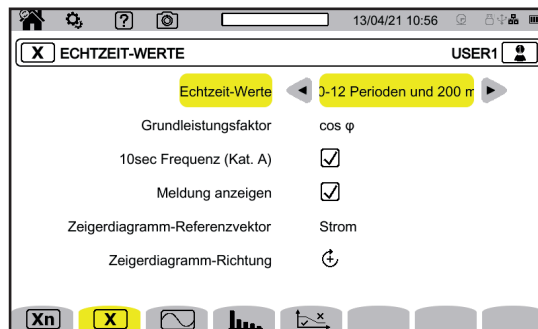 13/04/21 10:56
X ECHTZEIT-WERTE USER1
Echtzeit-Werte 0-12 Perioden und 200 m
Grundleistungsfaktor cos φ
10sec Frequenz (Kat. A)
Meldung anzeigen
Zeigerdiagramm-Referenzvektor Strom
Zeigerdiagramm-Richtung
Xn X